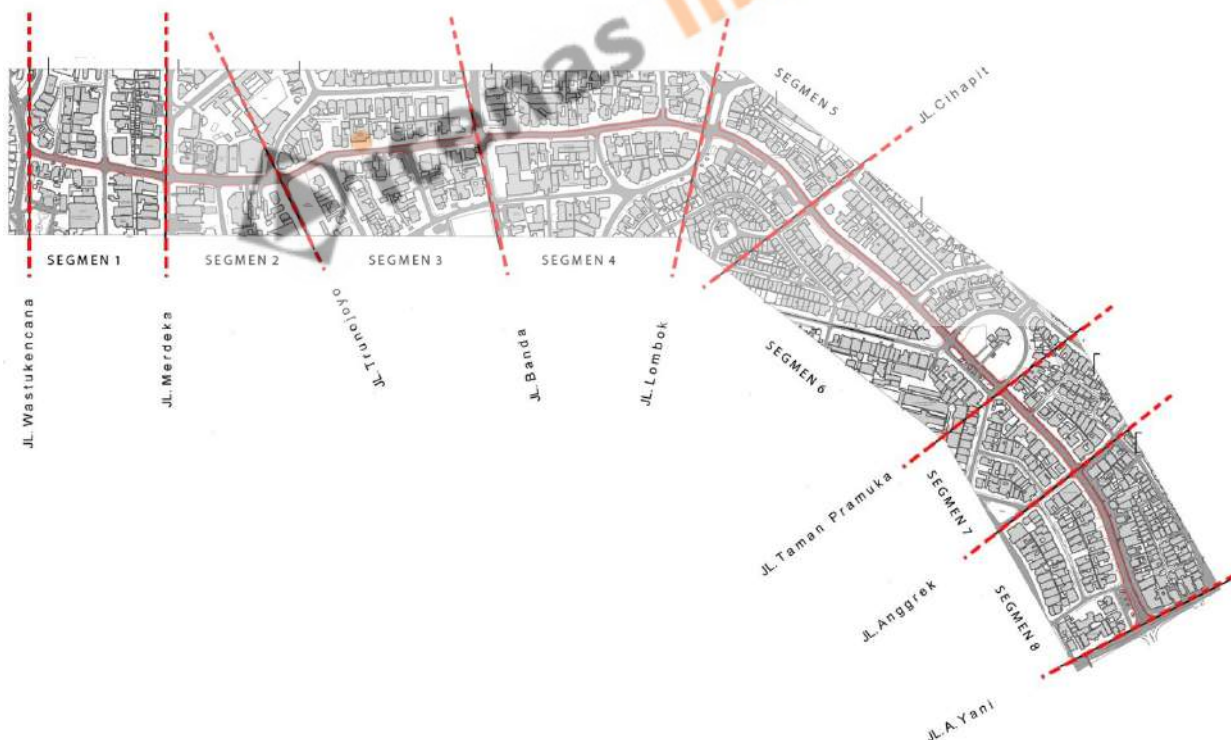 SEGMEN 5
JL. Cihapit
SEGMEN 1
SEGMEN 2
SEGMEN 3
SEGMEN 4
JL. Wastukencana
JL. Merdeka
JL. Trunojoyo
JL. Banda
JL. Lombok
SEGMEN 6
JL. Taman Pramuka
SEGMEN 7
JL. Anggrek
SEGMEN 8
JL. A. Yani